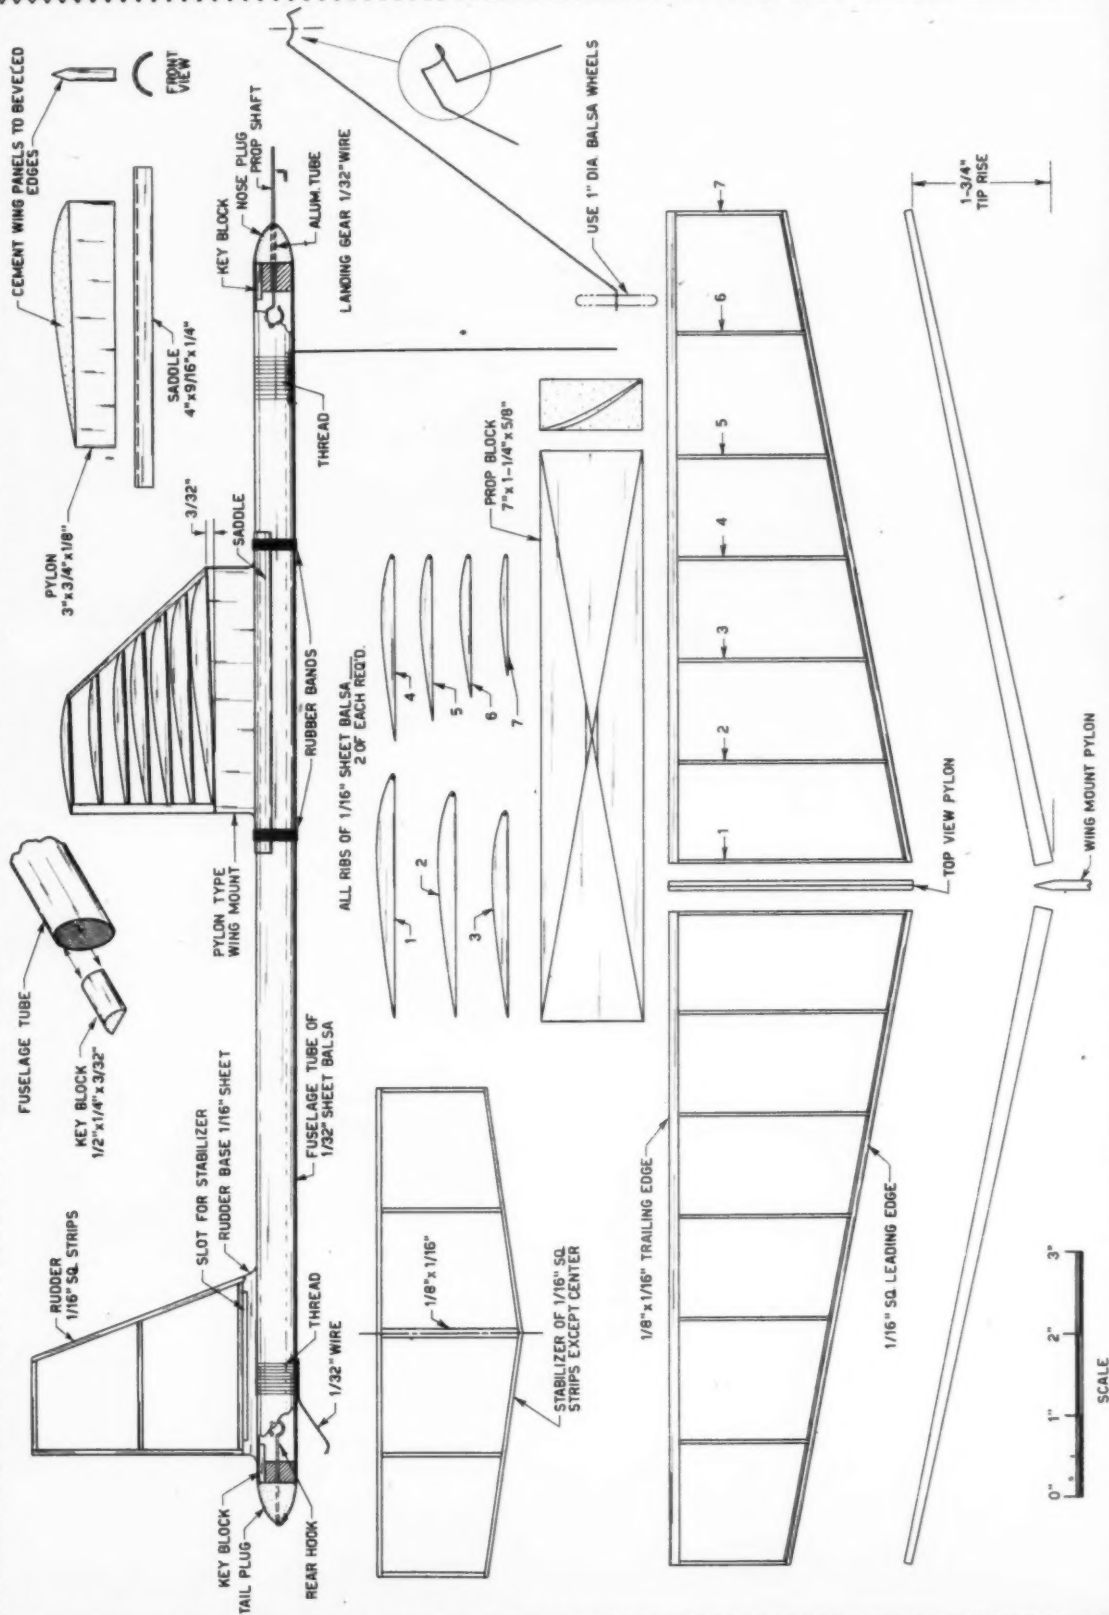 CEMENT WING PANELS TO BEVELED
EDGES
FRONT
VIEW
PYLON
3"x3/4"x1/8"
SADDLE
4"x9/16"x1/4"
3/32"
SADDLE
KEY BLOCK
NOSE PLUG
PROP SHAFT
ALUM. TUBE
LANDING GEAR 1/32" WIRE
THREAD
USE 1" DIA. BALSA WHEELS
FUSELAGE TUBE
KEY BLOCK
1/2"x1/4"x3/32"
PYLON TYPE
WING MOUNT
RUBBER BANDS
RUDDER
1/16" SQ. STRIPS
SLOT FOR STABILIZER
RUDDER BASE 1/16" SHEET
FUSELAGE TUBE OF
1/32" SHEET BALSA
THREAD
1/32" WIRE
KEY BLOCK
TAIL PLUG
REAR HOOK
ALL RIBS OF 1/16" SHEET BALSA
2 OF EACH REQ'D.
1
2
3
4
5
6
7
PROP BLOCK
7"x1-1/4"x5/8"
1/8"x1/16"
STABILIZER OF 1/16" SQ.
STRIPS EXCEPT CENTER
1/8"x1/16" TRAILING EDGE
1/16" SQ. LEADING EDGE
1
2
3
4
5
6
7
TOP VIEW PYLON
1-3/4"
TIP RISE
WING MOUNT PYLON
0"
1"
2"
3"
SCALE